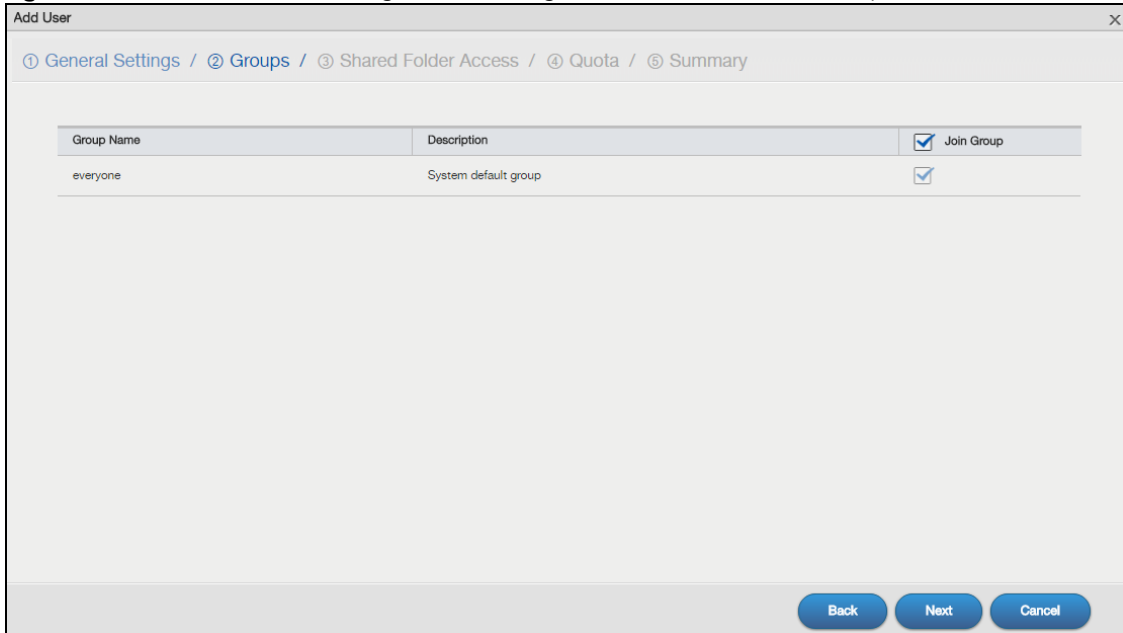 Add User X
① General Settings / ② Groups / ③ Shared Folder Access / ④ Quota / ⑤ Summary
Group Name Description Join Group
everyone System default group
Back Next Cancel